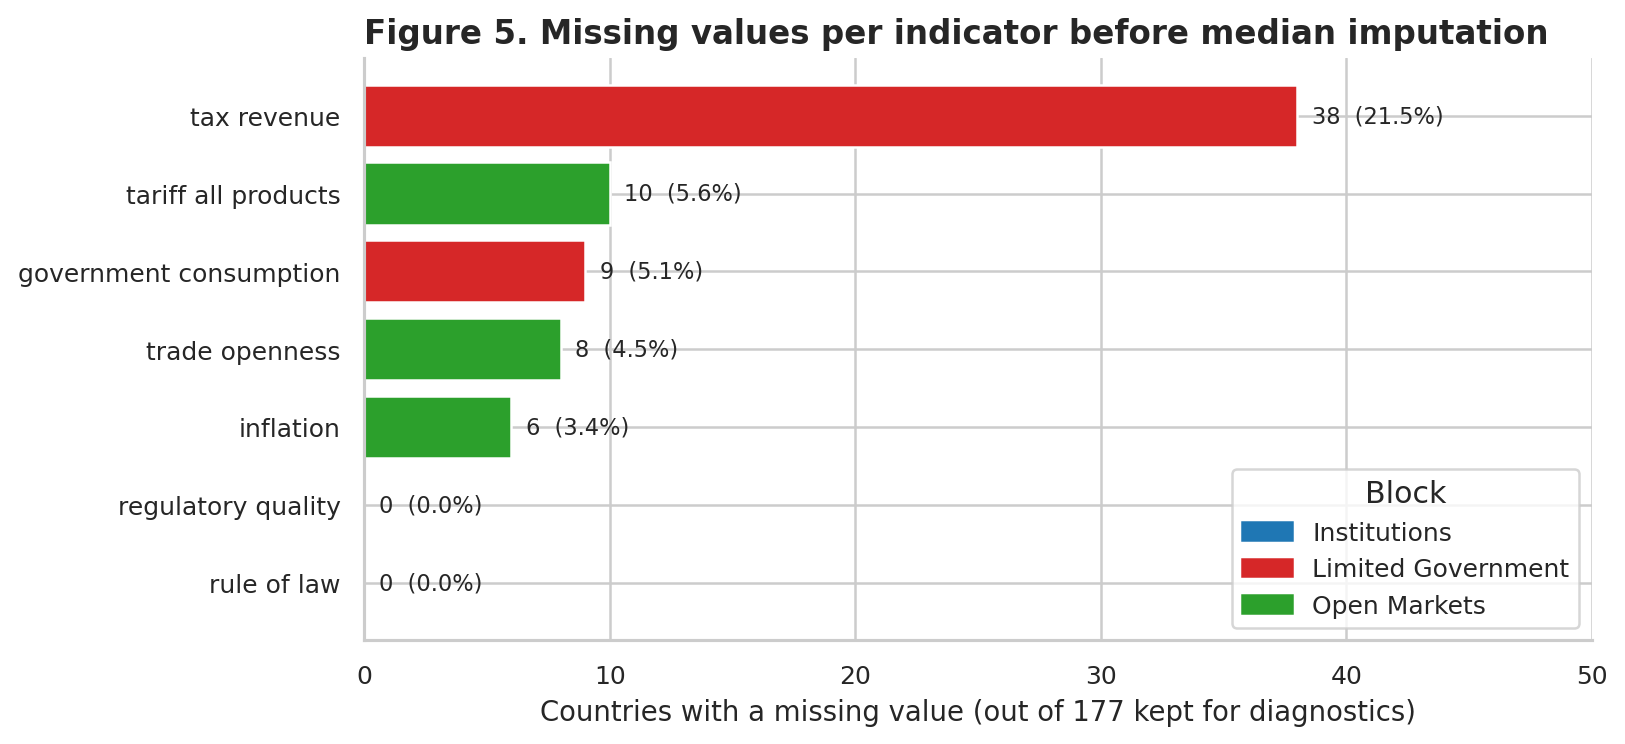 Figure 5. Missing values per indicator before median imputation
tax revenue
38 (21.5%)
tariff all products
10 (5.6%)
government consumption
9 (5.1%)
trade openness
8 (4.5%)
inflation
6 (3.4%)
regulatory quality
0 (0.0%)
rule of law
0 (0.0%)
Block
Institutions
Limited Government
Open Markets
0 10 20 30 40 50
Countries with a missing value (out of 177 kept for diagnostics)